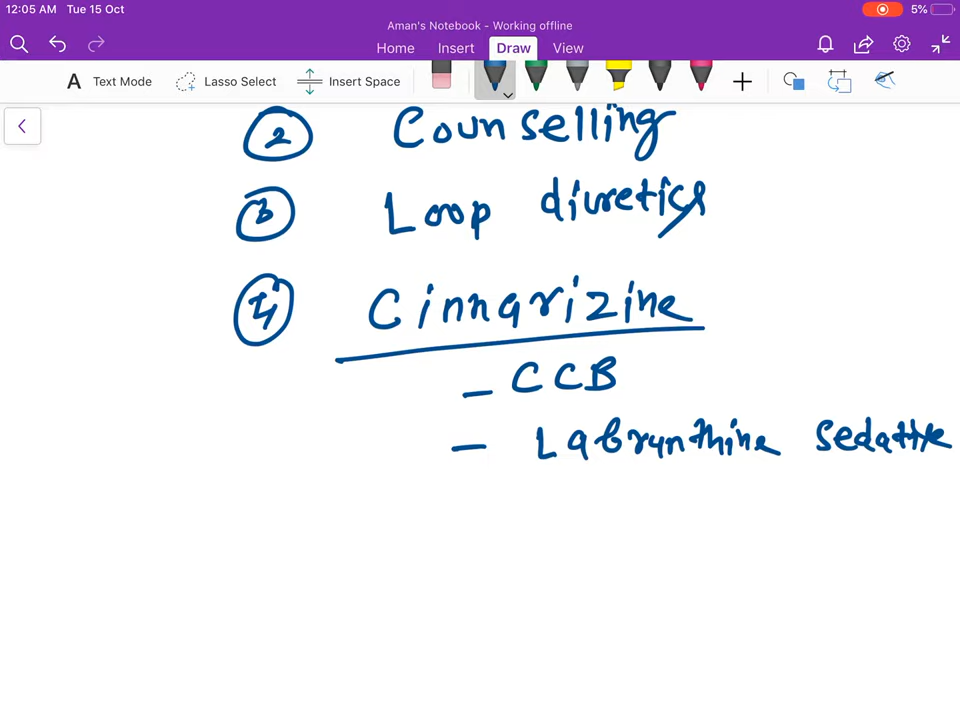 12:05 AM Tue 15 Oct 5%
Aman's Notebook - Working offline
Home Insert Draw View
Text Mode Lasso Select Insert Space
2 Counselling
3 Loop diuretics
4 Cinnarizine
- CCB
- Labrynthine Sedative